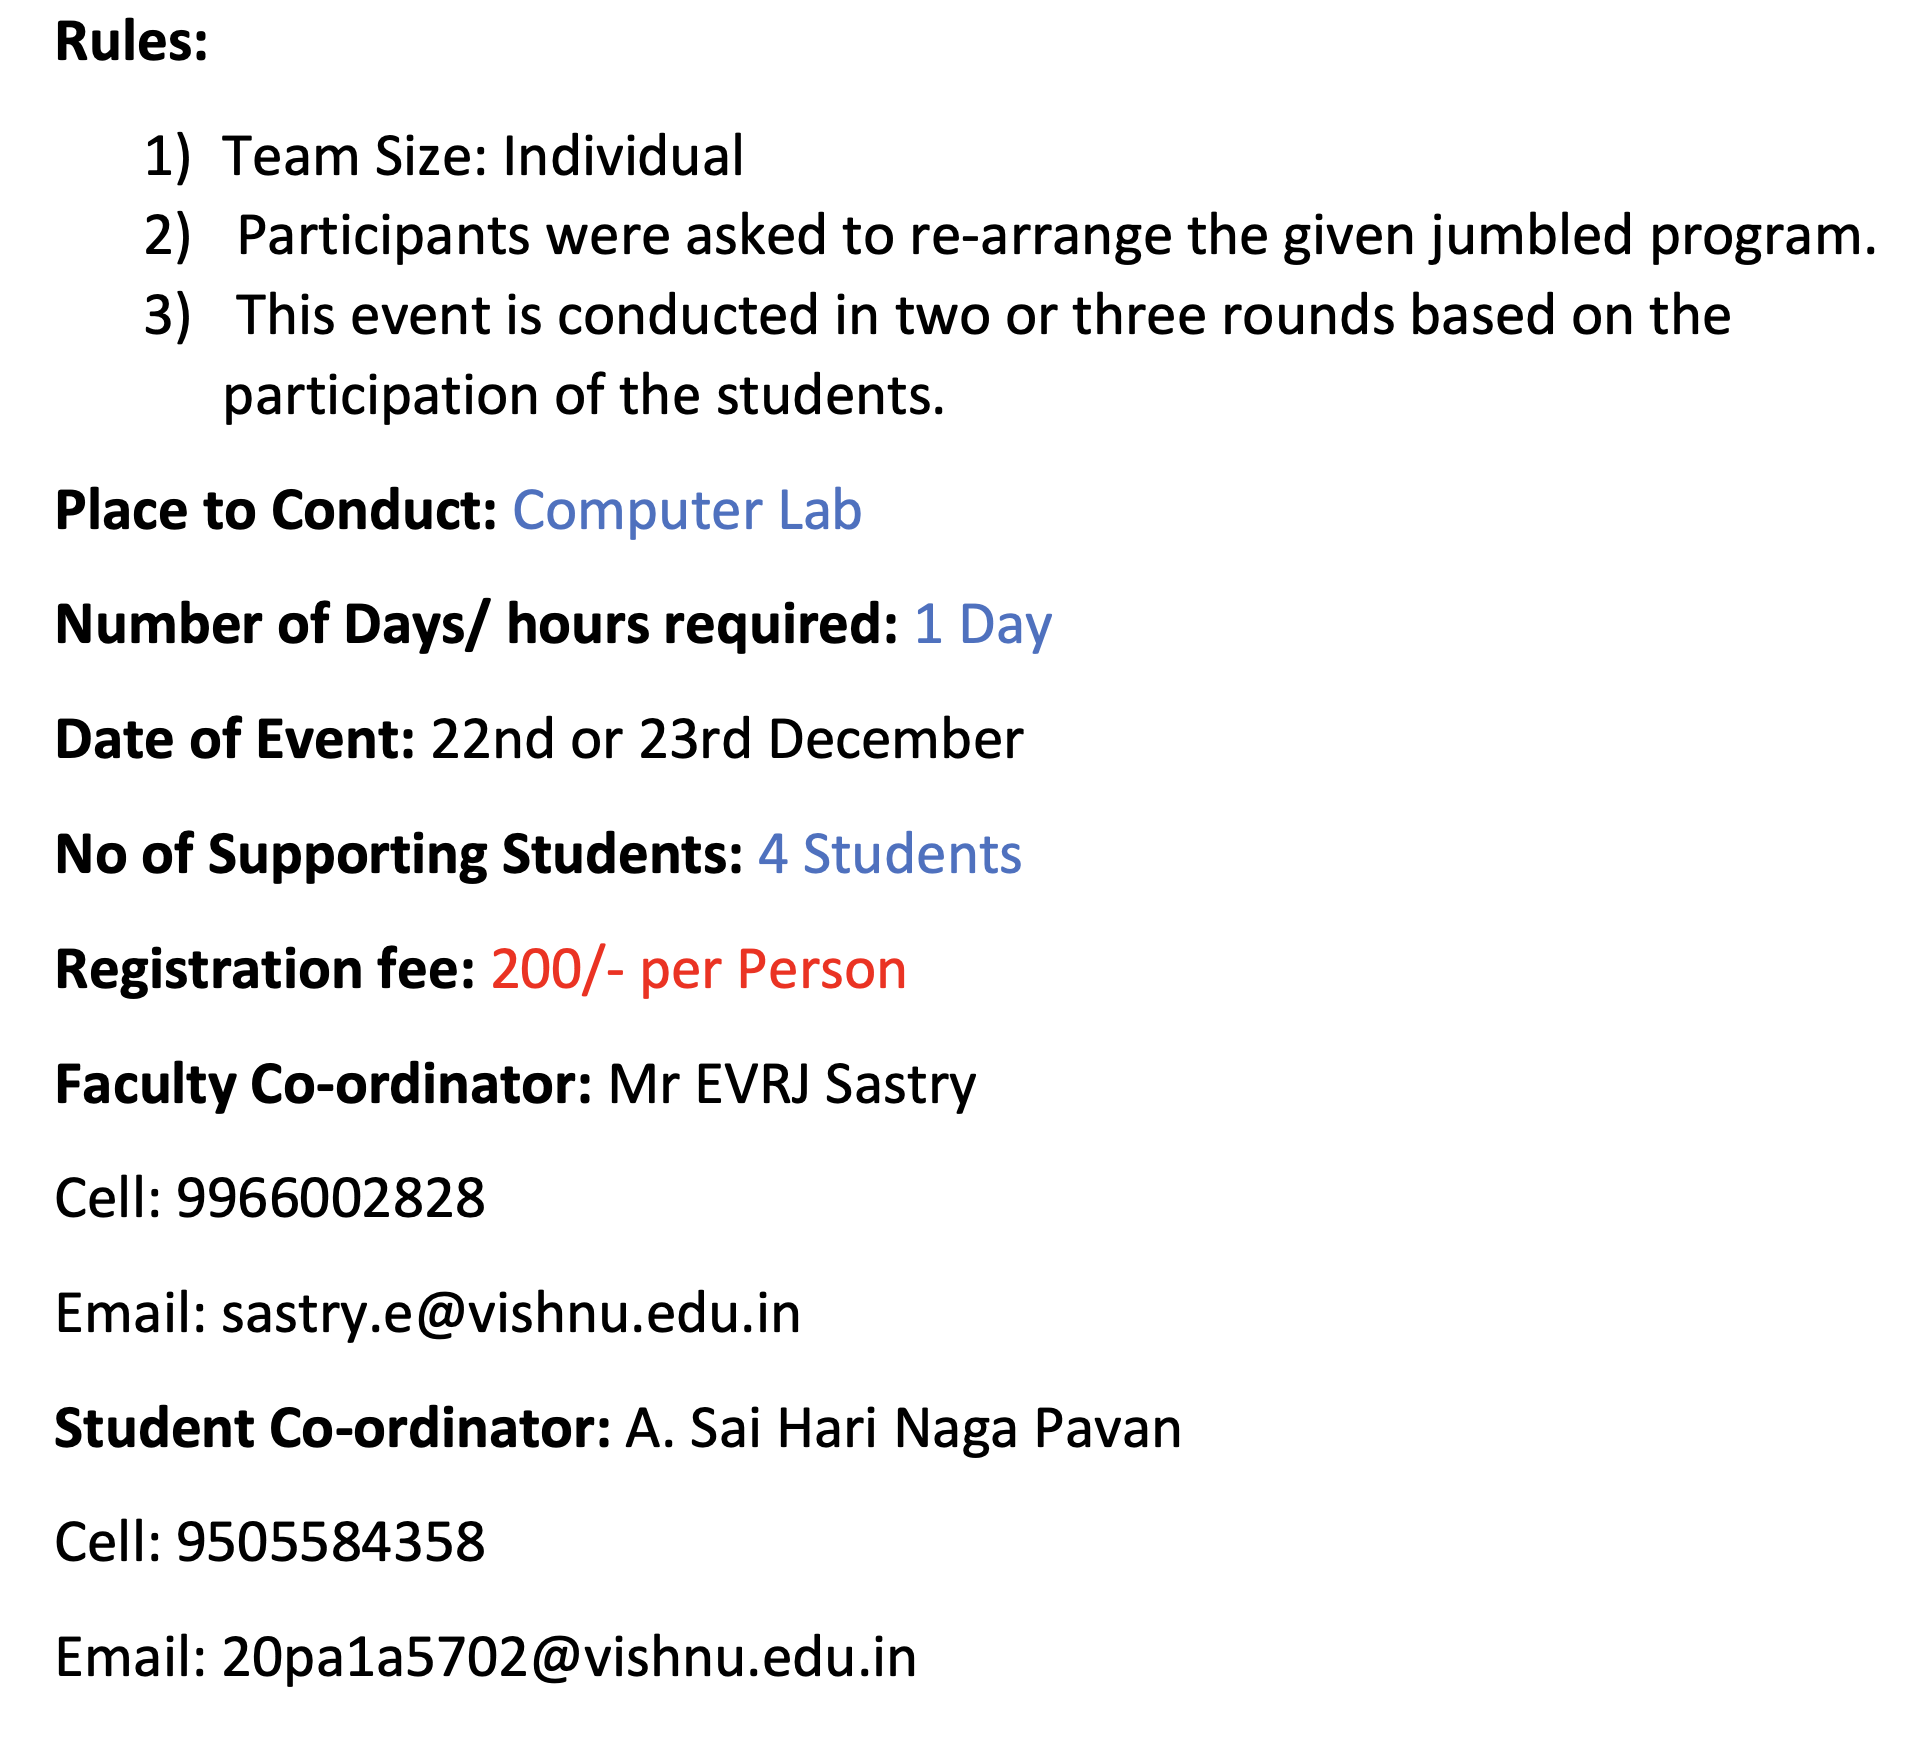 Rules:
1) Team Size: Individual
2) Participants were asked to re-arrange the given jumbled program.
3) This event is conducted in two or three rounds based on the
participation of the students.
Place to Conduct: Computer Lab
Number of Days/ hours required: 1 Day
Date of Event: 22nd or 23rd December
No of Supporting Students: 4 Students
Registration fee: 200/- per Person
Faculty Co-ordinator: Mr EVRJ Sastry
Cell: 9966002828
Email: sastry.e@vishnu.edu.in
Student Co-ordinator: A. Sai Hari Naga Pavan
Cell: 9505584358
Email: 20pa1a5702@vishnu.edu.in